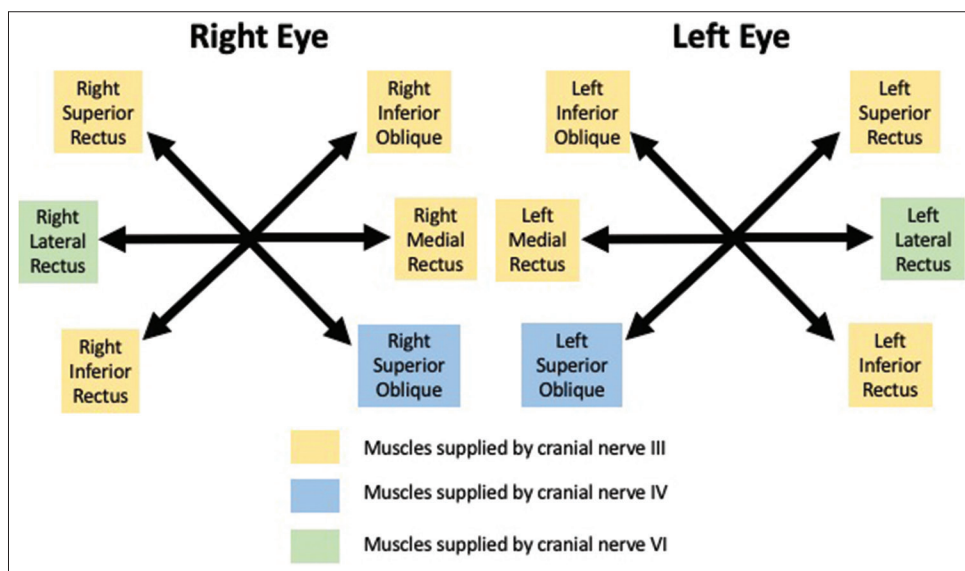 Right Eye
Left Eye
Right
Superior
Rectus
Right
Inferior
Oblique
Left
Inferior
Oblique
Left
Superior
Rectus
Right
Lateral
Rectus
Right
Medial
Rectus
Left
Medial
Rectus
Left
Lateral
Rectus
Right
Inferior
Rectus
Right
Superior
Oblique
Left
Superior
Oblique
Left
Inferior
Rectus
Muscles supplied by cranial nerve III
Muscles supplied by cranial nerve IV
Muscles supplied by cranial nerve VI